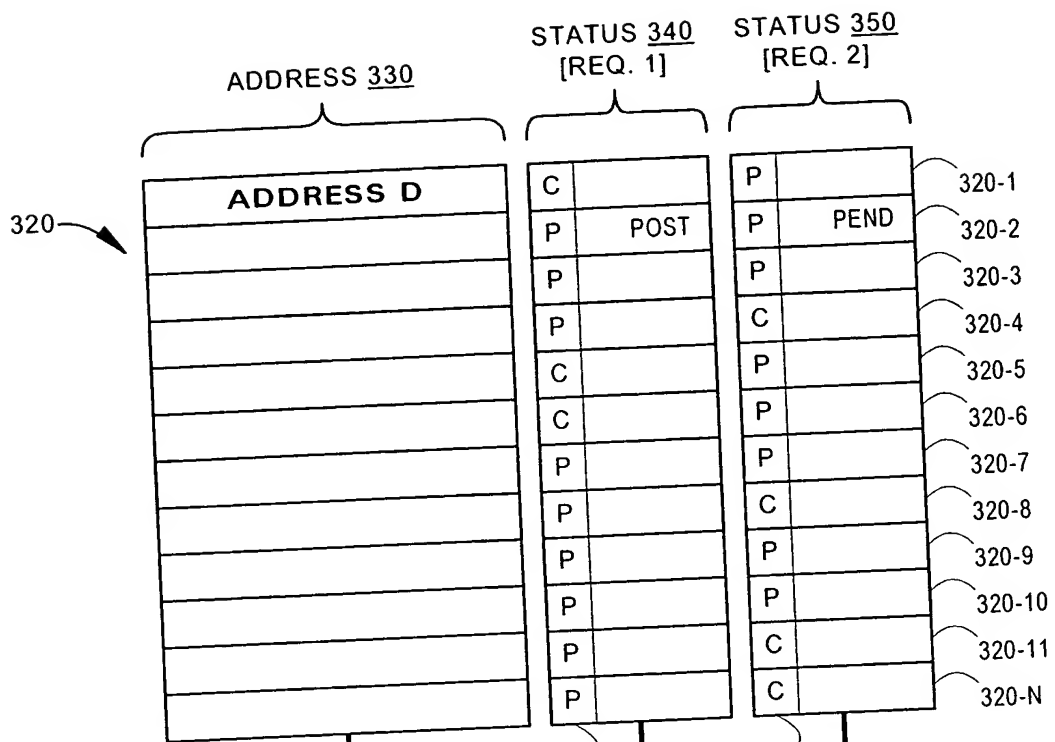 STATUS 340
[REQ. 1]
STATUS 350
[REQ. 2]
ADDRESS 330
320
ADDRESS D C P 320-1
P POST P PEND 320-2
P P 320-3
P C 320-4
C P 320-5
C P 320-6
P P 320-7
P C 320-8
P P 320-9
P P 320-10
P C 320-11
P C 320-N